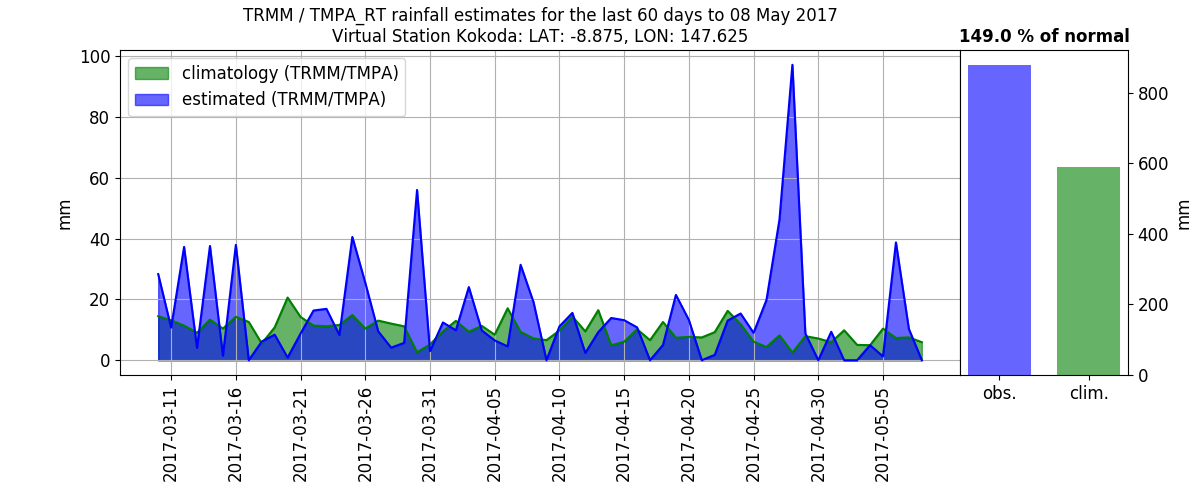 TRMM / TMPA_RT rainfall estimates for the last 60 days to 08 May 2017
Virtual Station Kokoda: LAT: -8.875, LON: 147.625
149.0 % of normal
climatology (TRMM/TMPA)
estimated (TRMM/TMPA)
mm
100
80
60
40
20
0
2017-03-11
2017-03-16
2017-03-21
2017-03-26
2017-03-31
2017-04-05
2017-04-10
2017-04-15
2017-04-20
2017-04-25
2017-04-30
2017-05-05
800
600
400
200
0
mm
obs.
clim.